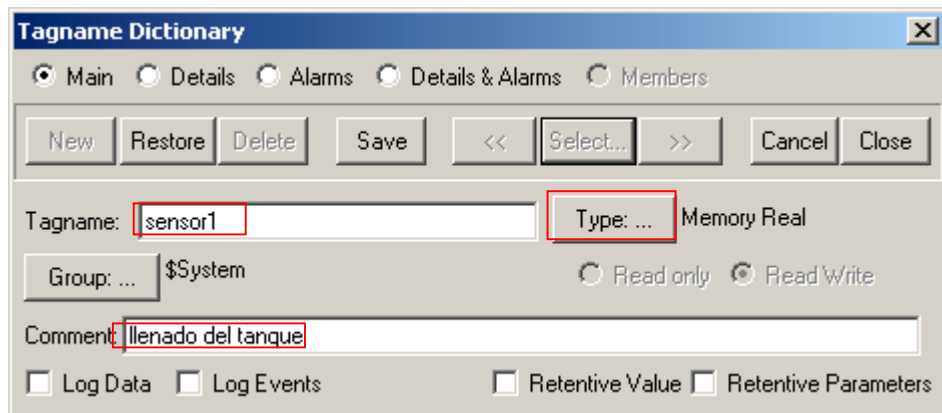 Tagname Dictionary
Main Details Alarms Details & Alarms Members
New Restore Delete Save << Select... >> Cancel Close
Tagname: sensor1 Type: ... Memory Real
Group: ... $System Read only Read Write
Comment: llenado del tanque
Log Data Log Events Retentive Value Retentive Parameters